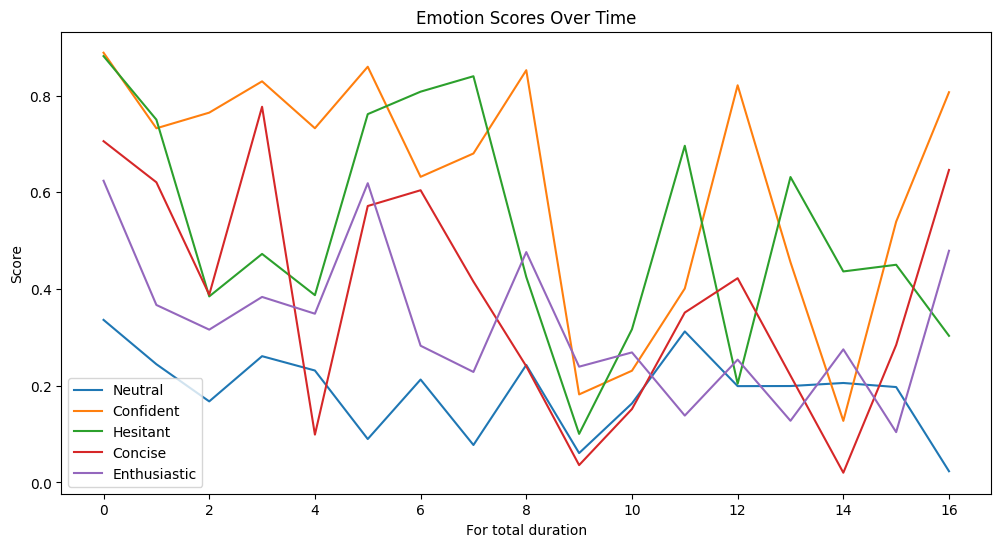 Emotion Scores Over Time
Score
0.8
0.6
0.4
0.2
0.0
Neutral
Confident
Hesitant
Concise
Enthusiastic
0 2 4 6 8 10 12 14 16
For total duration